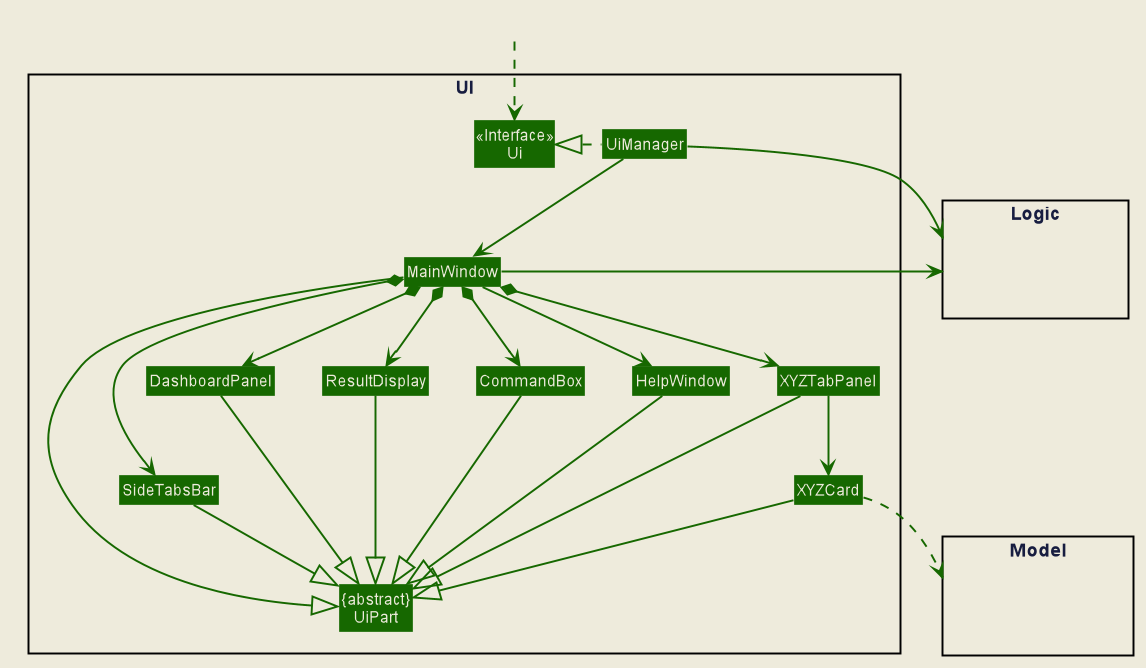 UI
«Interface»
Ui
UiManager
Logic
MainWindow
DashboardPanel
ResultDisplay
CommandBox
HelpWindow
XYZTabPanel
SideTabsBar
XYZCard
Model
{abstract}
UiPart